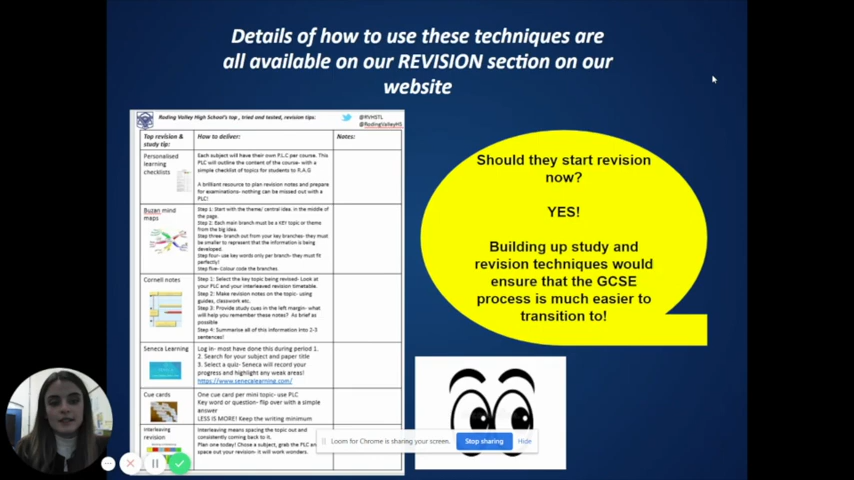 Details of how to use these techniques are
all available on our REVISION section on our
website
Roding Valley High School's top , tried and tested, revision tips:
@RVHSTL
@RodingValleyHS
Top revision &
study tip:
How to deliver:
Notes:
Personalised
learning
checklists
Each subject will have their own P.L.C per course. This
PLC will outline the content of the course- with a
simple checklist of topics for students to R.A.G
A brilliant resource to plan revision notes and prepare
for examinations- nothing can be missed out with a
PLC!
Buzan mind
maps
Step 1: Start with the theme/ central idea in the middle of
the page.
Step 2: Each main branch must be a KEY topic or theme
from the big idea.
Step three- branch out from your key branches- they must
be smaller to represent that the information is being
developed.
Step four- use key words only per branch- they must fit
perfectly!
Step five- Colour code the branches
Cornell notes
Step 1: Select the key topic being revised- Look at
your PLC and your interleaved revision timetable.
Step 2: Make revision notes on the topic- using
guides, classwork etc.
Step 3: Provide study cues in the left margin- what
will help you remember these notes? As brief as
possible
Step 4: Summarise all of this information into 2-3
sentences!
Seneca Learning
Log in- most have done this during period 1.
2. Search for your subject and paper title
3. Select a quiz- Seneca will record your
progress and highlight any weak areas!
https://www.senecalearning.com/
Cue cards
One cue card per mini topic- use PLC
Key word or question- flip over with a simple
answer
LESS IS MORE! Keep the writing minimum
Interleaving
revision
Interleaving means spacing the topic out and
consistently coming back to it.
Plan one today! Chose a subject, grab the PLC and
space out your revision- it will work wonders.
Should they start revision
now?
YES!
Building up study and
revision techniques would
ensure that the GCSE
process is much easier to
transition to!
Loom for Chrome is sharing your screen.
Stop sharing
Hide